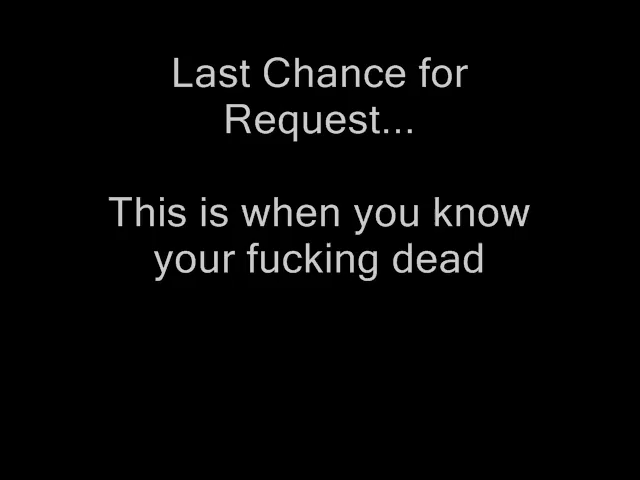 Last Chance for
Request...
This is when you know
your fucking dead